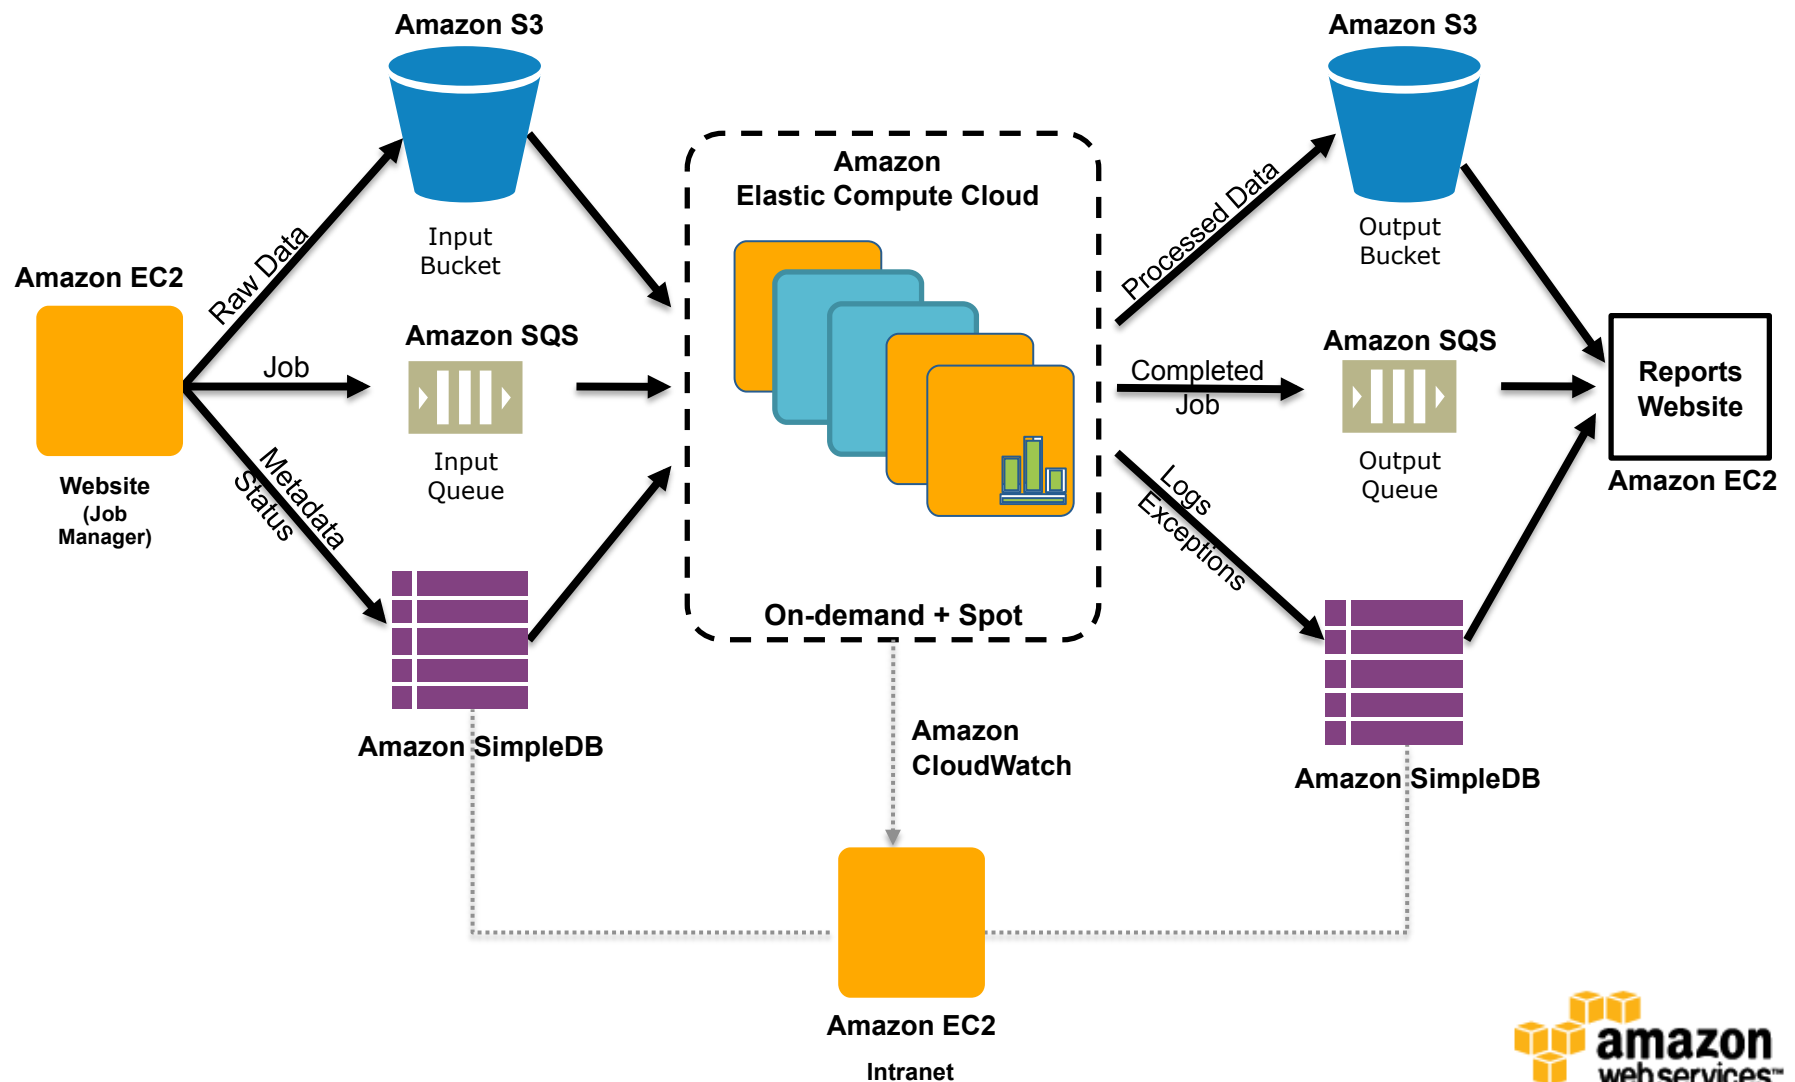 Amazon S3
Amazon S3
Amazon
Elastic Compute Cloud
Raw Data
Input
Bucket
Processed Data
Output
Bucket
Amazon EC2
Amazon SQS
Job
Amazon SQS
Completed
Job
Reports
Website
Input
Queue
Output
Queue
Amazon EC2
Website
(Job
Manager)
Metadata
Status
Logs
Exceptions
On-demand + Spot
Amazon SimpleDB
Amazon
CloudWatch
Amazon SimpleDB
Amazon EC2
Intranet
amazon
web services™